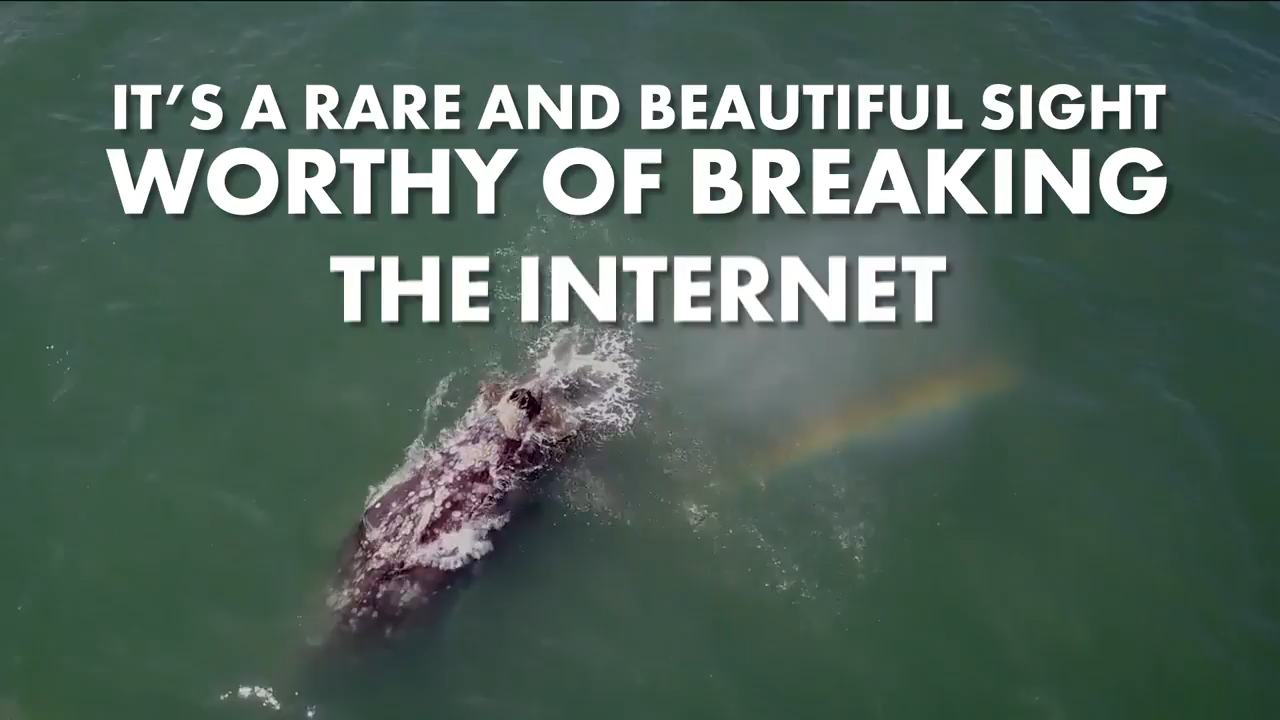 IT’S A RARE AND BEAUTIFUL SIGHT
WORTHY OF BREAKING
THE INTERNET